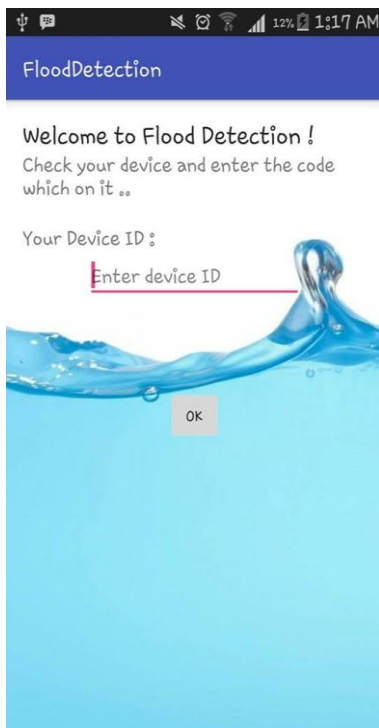 12% 1:17 AM
FloodDetection
Welcome to Flood Detection !
Check your device and enter the code
which on it ..
Your Device ID :
Enter device ID
OK